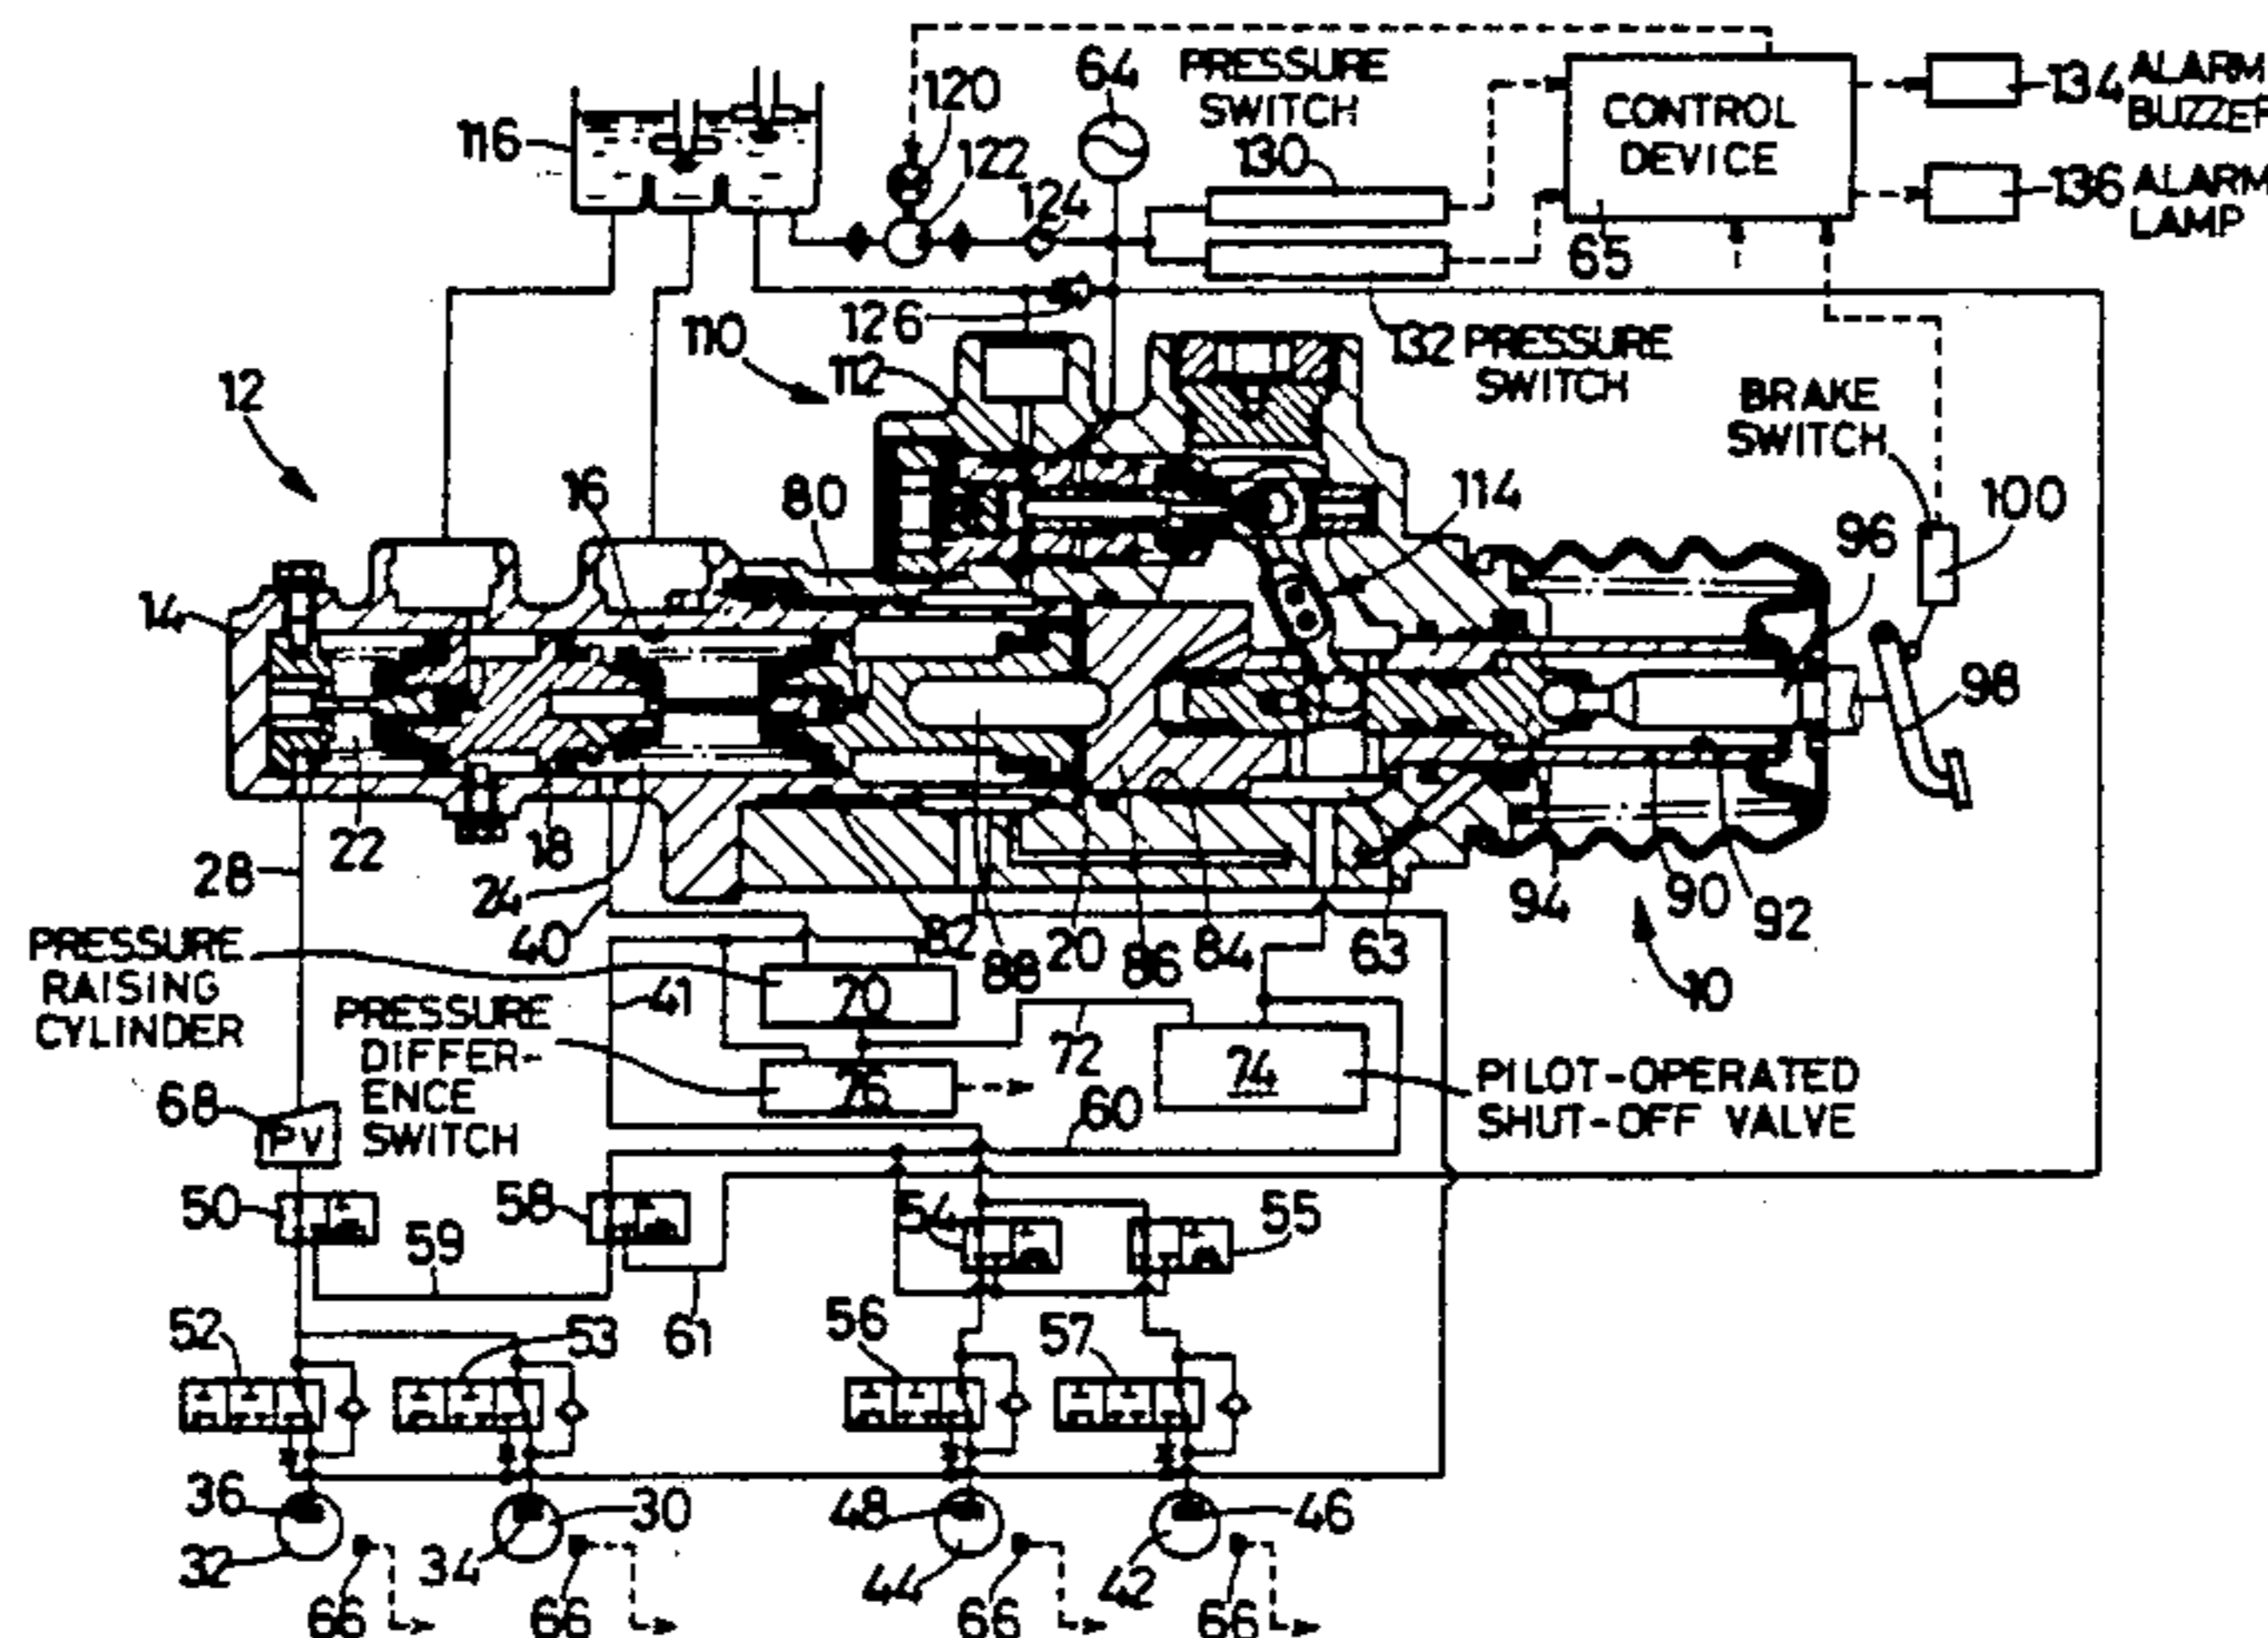 120
64
PRESSURE
SWITCH
CONTROL
DEVICE
134 ALARM
BUZZER
116
122
130
124
136 ALARM
LAMP
65
126
110
112
132 PRESSURE
SWITCH
12
BRAKE
SWITCH
16
80
114
100
96
14
98
22
18
28
24
40
82
88
20
86
84
63
94
90
92
10
PRESSURE
RAISING
CYLINDER
41
70
PRESSURE
DIFFER-
ENCE
SWITCH
72
76
74
PILOT-OPERATED
SHUT-OFF VALVE
68
PV
60
50
58
54
55
59
52
53
61
56
57
36
30
48
46
32
34
44
42
66
66
66
66